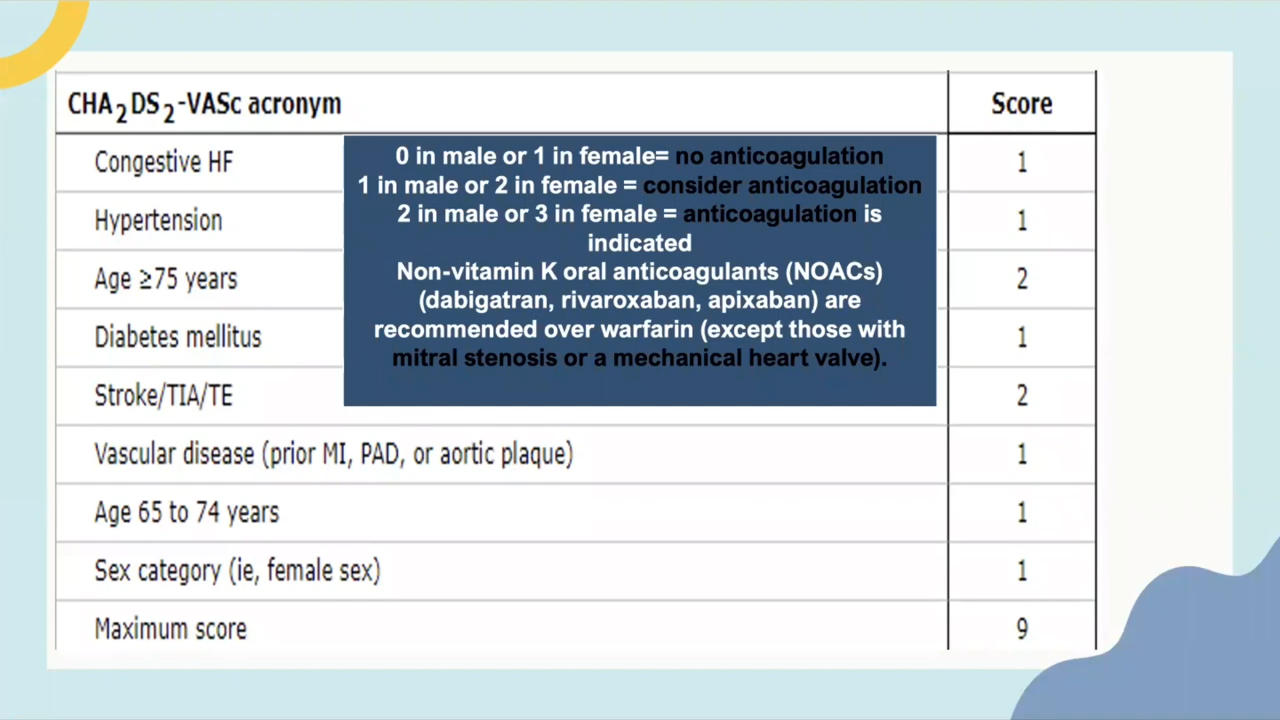 CHA2DS2-VASc acronym Score
Congestive HF 1
Hypertension 1
Age ≥75 years 2
Diabetes mellitus 1
Stroke/TIA/TE 2
Vascular disease (prior MI, PAD, or aortic plaque) 1
Age 65 to 74 years 1
Sex category (ie, female sex) 1
Maximum score 9
0 in male or 1 in female= no anticoagulation
1 in male or 2 in female = consider anticoagulation
2 in male or 3 in female = anticoagulation is
indicated
Non-vitamin K oral anticoagulants (NOACs)
(dabigatran, rivaroxaban, apixaban) are
recommended over warfarin (except those with
mitral stenosis or a mechanical heart valve).